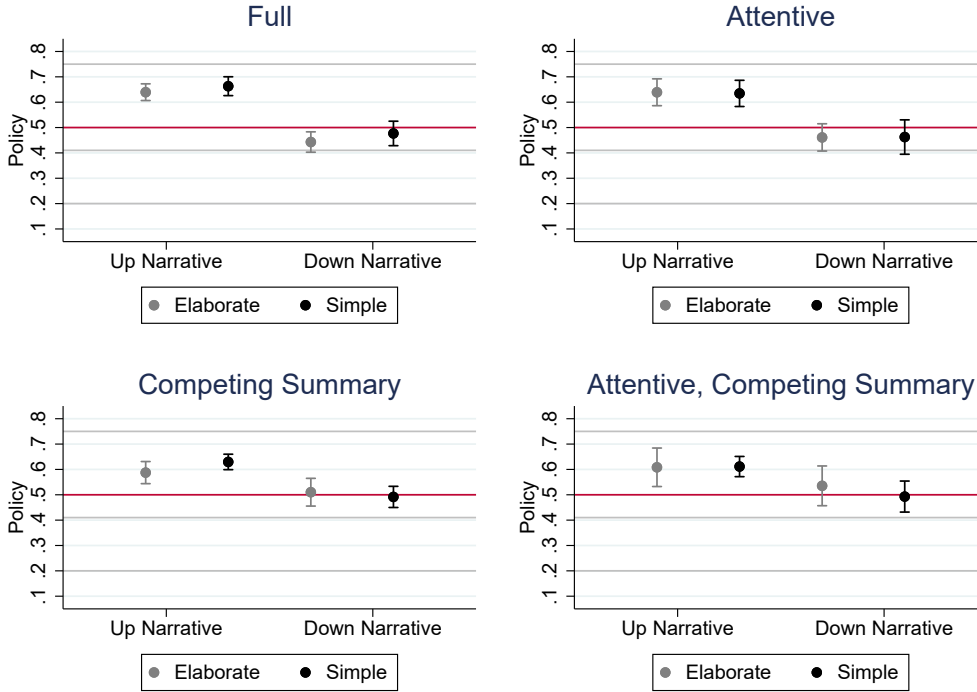 Full
Policy
.8
.7
.6
.5
.4
.3
.2
.1
Up Narrative
Down Narrative
Elaborate
Simple
Attentive
Policy
.8
.7
.6
.5
.4
.3
.2
.1
Up Narrative
Down Narrative
Elaborate
Simple
Competing Summary
Policy
.8
.7
.6
.5
.4
.3
.2
.1
Up Narrative
Down Narrative
Elaborate
Simple
Attentive, Competing Summary
Policy
.8
.7
.6
.5
.4
.3
.2
.1
Up Narrative
Down Narrative
Elaborate
Simple